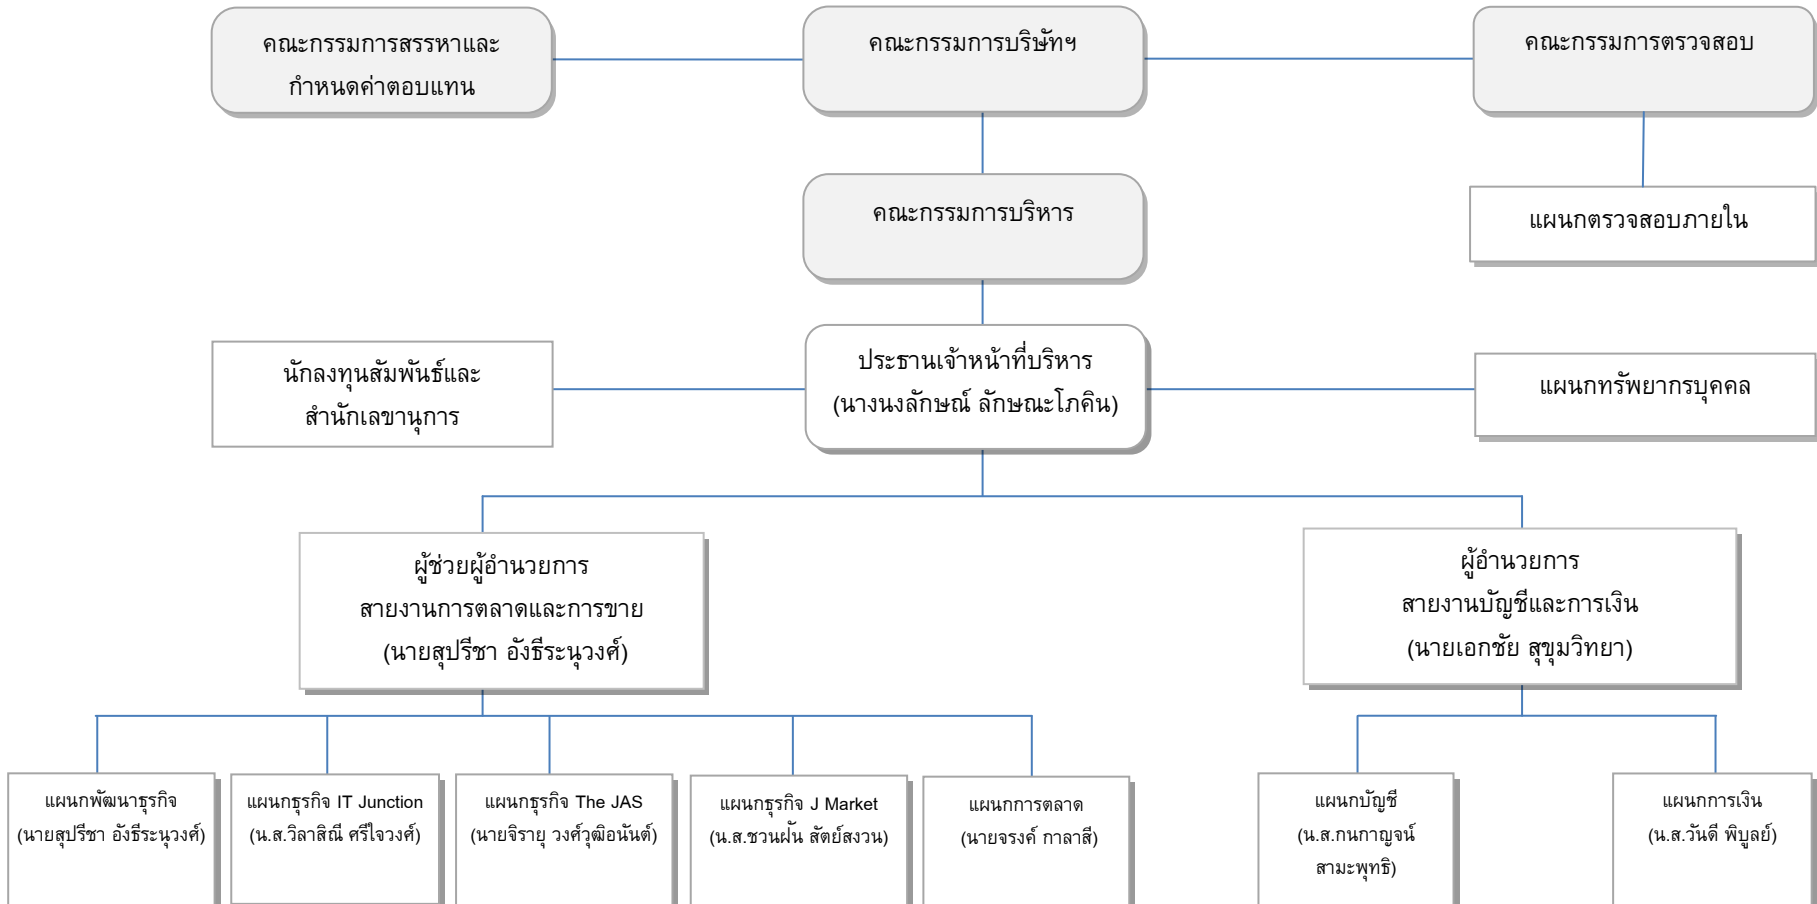 คณะกรรมการสรรหาและ
กำหนดค่าตอบแทน
คณะกรรมการบริษัทฯ
คณะกรรมการตรวจสอบ
คณะกรรมการบริหาร
แผนกตรวจสอบภายใน
นักลงทุนสัมพันธ์และ
สำนักเลขานุการ
ประธานเจ้าหน้าที่บริหาร
(นางนงลักษณ์ ลักษณะโภคิน)
แผนกทรัพยากรบุคคล
ผู้ช่วยผู้อำนวยการ
สายงานการตลาดและการขาย
(นายสุปรีชา อังธีระนุวงศ์)
ผู้อำนวยการ
สายงานบัญชีและการเงิน
(นายเอกชัย สุขุมวิทยา)
แผนกพัฒนาธุรกิจ
(นายสุปรีชา อังธีระนุวงศ์)
แผนกธุรกิจ IT Junction
(น.ส.วิลาสิณี ศรีใจวงศ์)
แผนกธุรกิจ The JAS
(นายจิรายุ วงศ์วุฒิอนันต์)
แผนกธุรกิจ J Market
(น.ส.ชวนฝัน สัตย์สงวน)
แผนกการตลาด
(นายจรงค์ กาลาสี)
แผนกบัญชี
(น.ส.กนกาญจน์
สามะพุทธิ)
แผนกการเงิน
(น.ส.วันดี พิบูลย์)